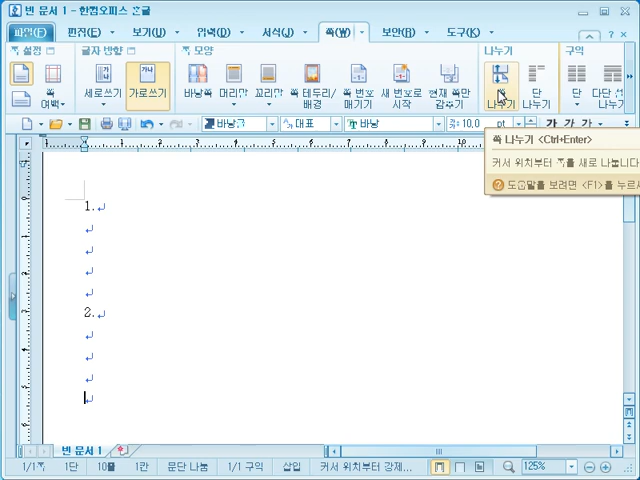 빈 문서 1 - 한컴오피스 흔글
파일(F) 편집(E) 보기(U) 입력(D) 서식(J) 쪽(W) 보안(R) 도구(K)
쪽 설정 글자 방향 쪽 모양 나누기 구역
쪽 여백 세로쓰기 가로쓰기 바탕쪽 머리말 꼬리말 쪽 테두리/배경 쪽 번호 매기기 새 번호로 시작 현재 쪽만 감추기 쪽 나누기 단 나누기 단 다단 설 나누기
바탕글 대표 바탕 10.0 pt 가 가 가
쪽 나누기 <Ctrl+Enter>
커서 위치부터 쪽을 새로 나눕니다
도움말을 보려면 <F1>를 누르세
1.
2.
빈 문서 1
1/1쪽 1단 10줄 1칸 문단 나눔 1/1 구역 삽입 커서 위치부터 강제... 125%